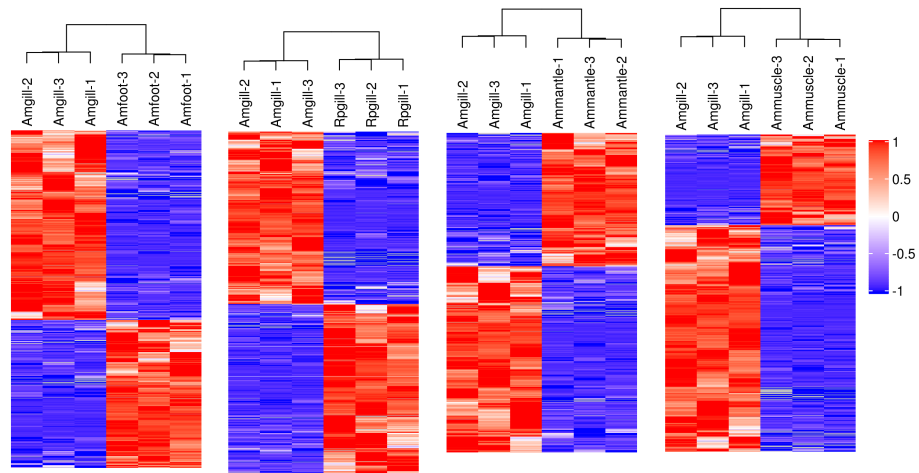 Amgill-2
Amgill-3
Amgill-1
Amfoot-3
Amfoot-2
Amfoot-1
Amgill-2
Amgill-1
Amgill-3
Rpgill-3
Rpgill-2
Rpgill-1
Amgill-2
Amgill-3
Amgill-1
Ammantle-1
Ammantle-3
Ammantle-2
Amgill-2
Amgill-3
Amgill-1
Ammuscle-3
Ammuscle-2
Ammuscle-1
1
0.5
0
-0.5
-1